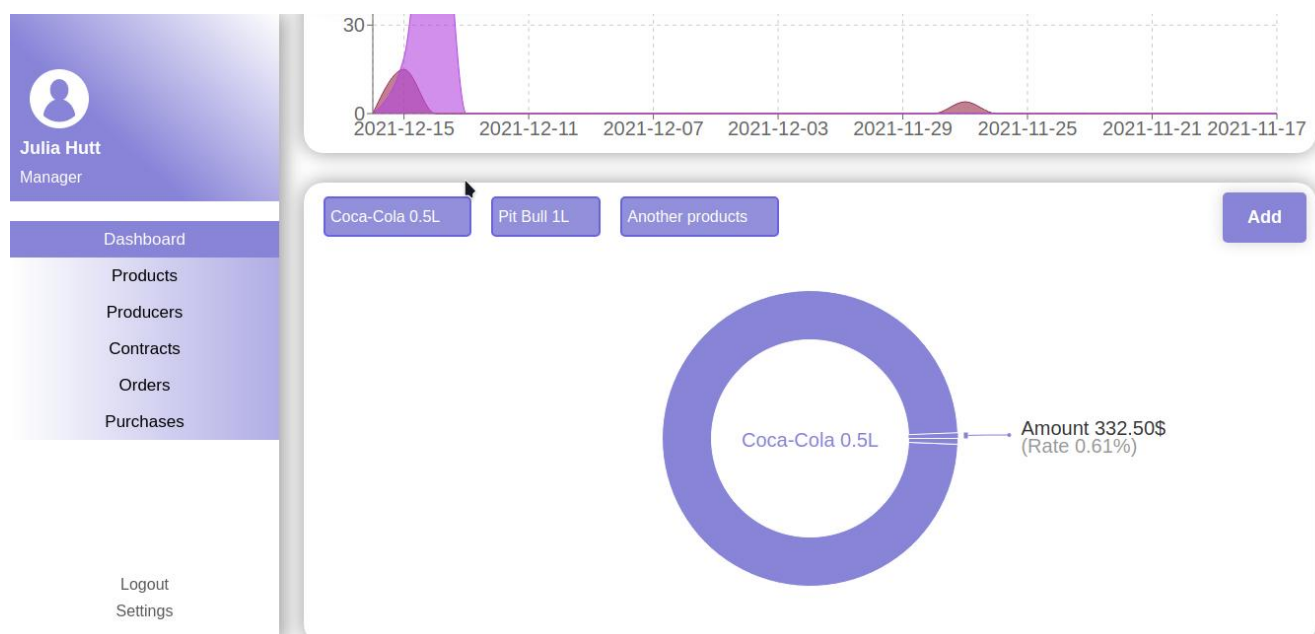 Julia Hutt
Manager
Dashboard
Products
Producers
Contracts
Orders
Purchases
Logout
Settings
30
0
2021-12-15 2021-12-11 2021-12-07 2021-12-03 2021-11-29 2021-11-25 2021-11-21 2021-11-17
Coca-Cola 0.5L Pit Bull 1L Another products Add
Coca-Cola 0.5L
Amount 332.50$
(Rate 0.61%)